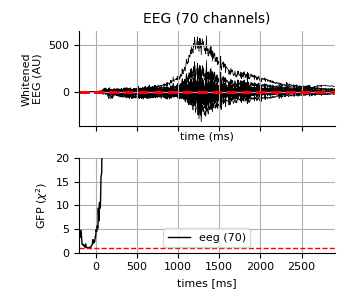 EEG (70 channels)
Whitened
EEG (AU)
500
0
time (ms)
GFP (χ²)
20
15
10
5
0
eeg (70)
0 500 1000 1500 2000 2500
times [ms]